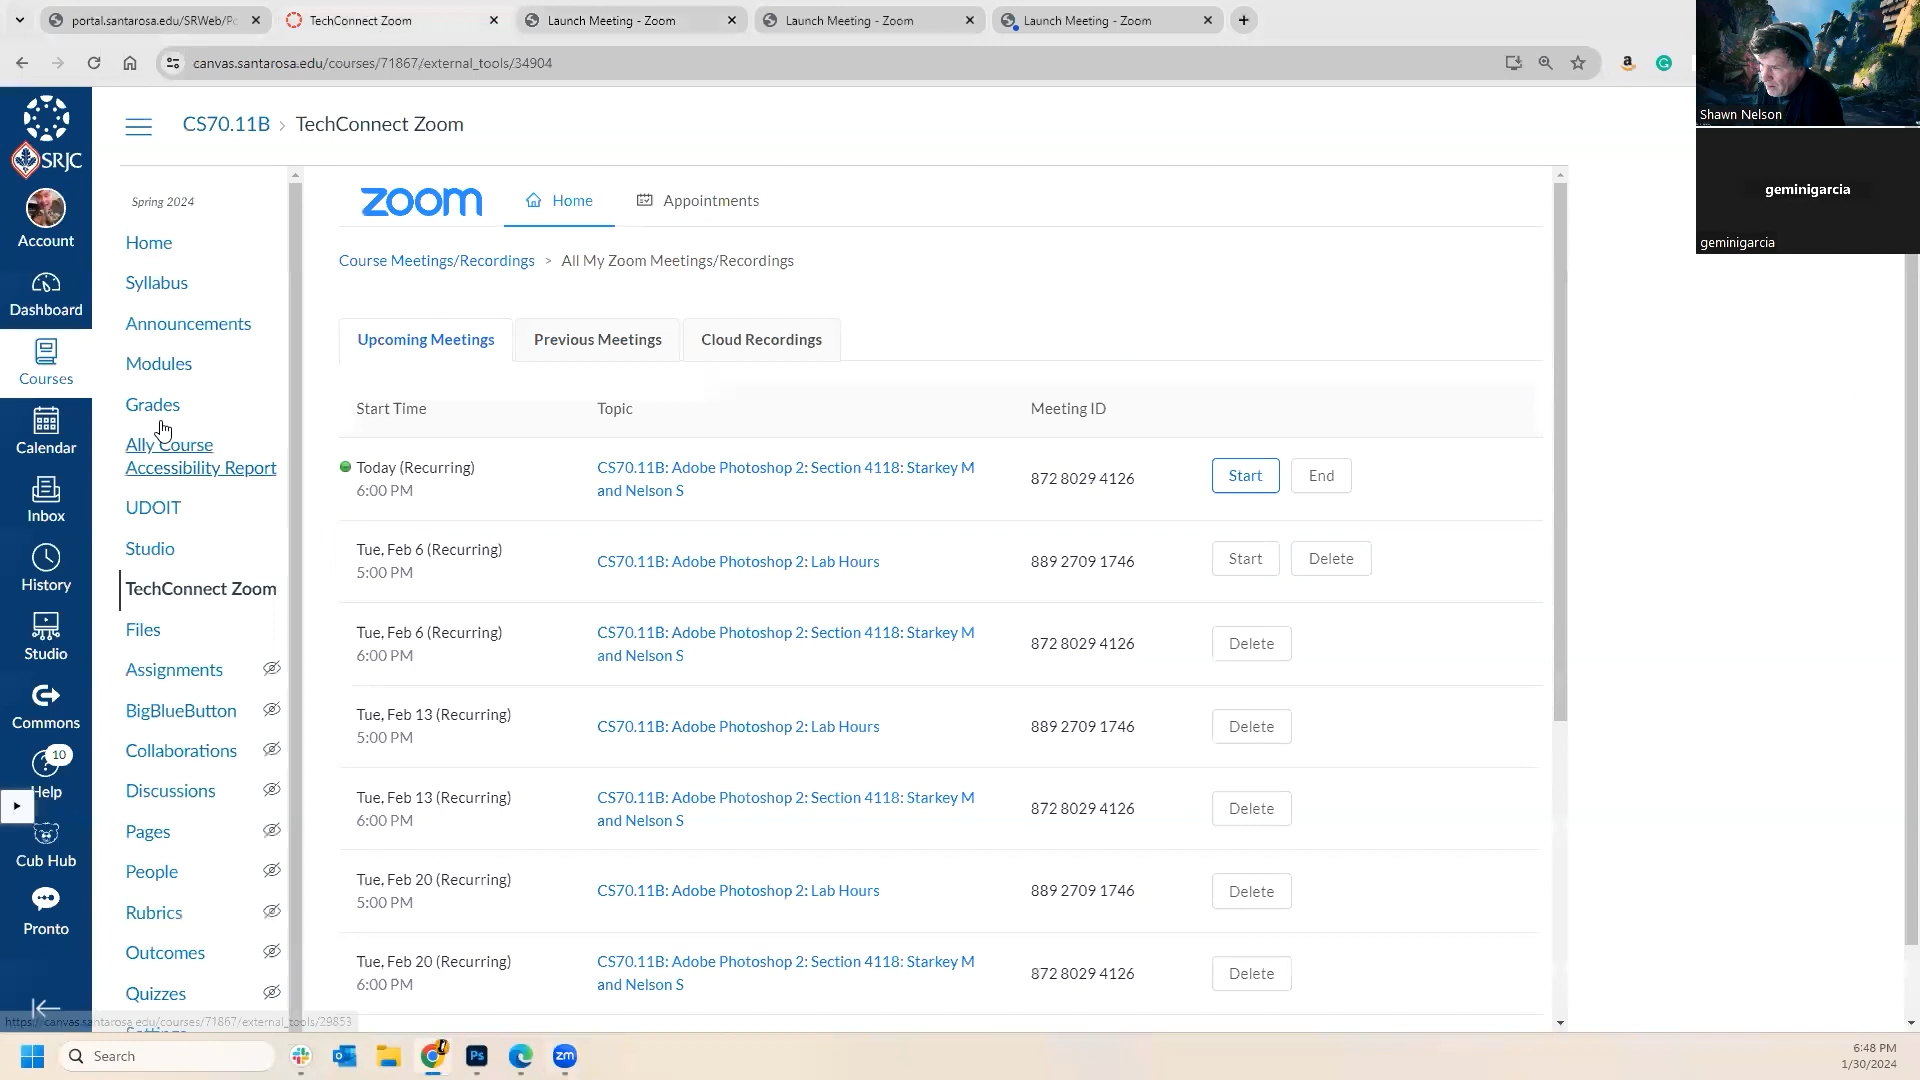 portal.santarosa.edu/SRWeb/Po
TechConnect Zoom
Launch Meeting - Zoom
Launch Meeting - Zoom
Launch Meeting - Zoom
canvas.santarosa.edu/courses/71867/external_tools/34904
Shawn Nelson
geminigarcia
geminigarcia
SRJC
Account
Dashboard
Courses
Calendar
Inbox
History
Studio
Commons
10
Help
Cub Hub
Pronto
CS70.11B › TechConnect Zoom
Spring 2024
Home
Syllabus
Announcements
Modules
Grades
Ally Course
Accessibility Report
UDOIT
Studio
TechConnect Zoom
Files
Assignments
BigBlueButton
Collaborations
Discussions
Pages
People
Rubrics
Outcomes
Quizzes
Settings
zoom
Home
Appointments
Course Meetings/Recordings > All My Zoom Meetings/Recordings
Upcoming Meetings
Previous Meetings
Cloud Recordings
Start Time
Topic
Meeting ID
Today (Recurring)
6:00 PM
CS70.11B: Adobe Photoshop 2: Section 4118: Starkey M
and Nelson S
872 8029 4126
Start
End
Tue, Feb 6 (Recurring)
5:00 PM
CS70.11B: Adobe Photoshop 2: Lab Hours
889 2709 1746
Start
Delete
Tue, Feb 6 (Recurring)
6:00 PM
CS70.11B: Adobe Photoshop 2: Section 4118: Starkey M
and Nelson S
872 8029 4126
Delete
Tue, Feb 13 (Recurring)
5:00 PM
CS70.11B: Adobe Photoshop 2: Lab Hours
889 2709 1746
Delete
Tue, Feb 13 (Recurring)
6:00 PM
CS70.11B: Adobe Photoshop 2: Section 4118: Starkey M
and Nelson S
872 8029 4126
Delete
Tue, Feb 20 (Recurring)
5:00 PM
CS70.11B: Adobe Photoshop 2: Lab Hours
889 2709 1746
Delete
Tue, Feb 20 (Recurring)
6:00 PM
CS70.11B: Adobe Photoshop 2: Section 4118: Starkey M
and Nelson S
872 8029 4126
Delete
https://canvas.santarosa.edu/courses/71867/external_tools/29853
Search
Ps
zm
6:48 PM
1/30/2024